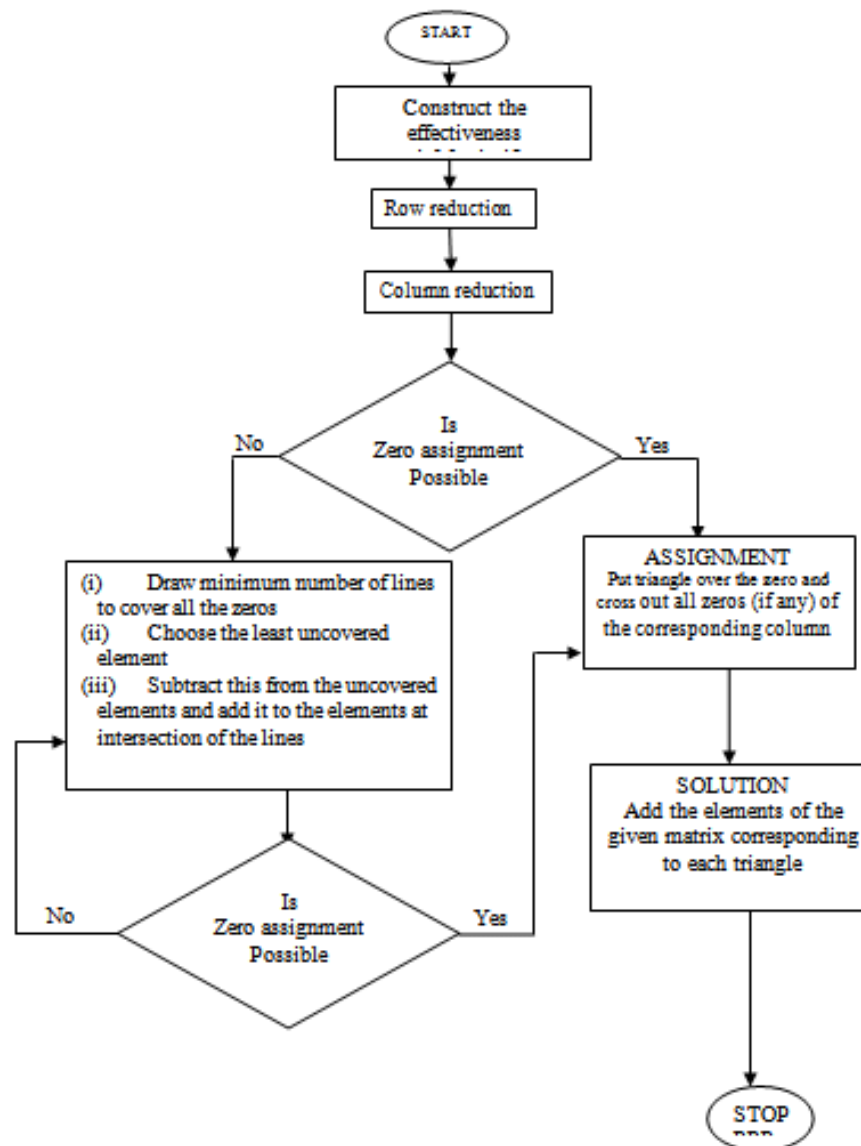 START
Construct the
effectiveness
Row reduction
Column reduction
Is
Zero assignment
Possible
No
Yes
(i) Draw minimum number of lines
to cover all the zeros
(ii) Choose the least uncovered
element
(iii) Subtract this from the uncovered
elements and add it to the elements at
intersection of the lines
ASSIGNMENT
Put triangle over the zero and
cross out all zeros (if any) of
the corresponding column
SOLUTION
Add the elements of the
given matrix corresponding
to each triangle
Is
Zero assignment
Possible
No
Yes
STOP